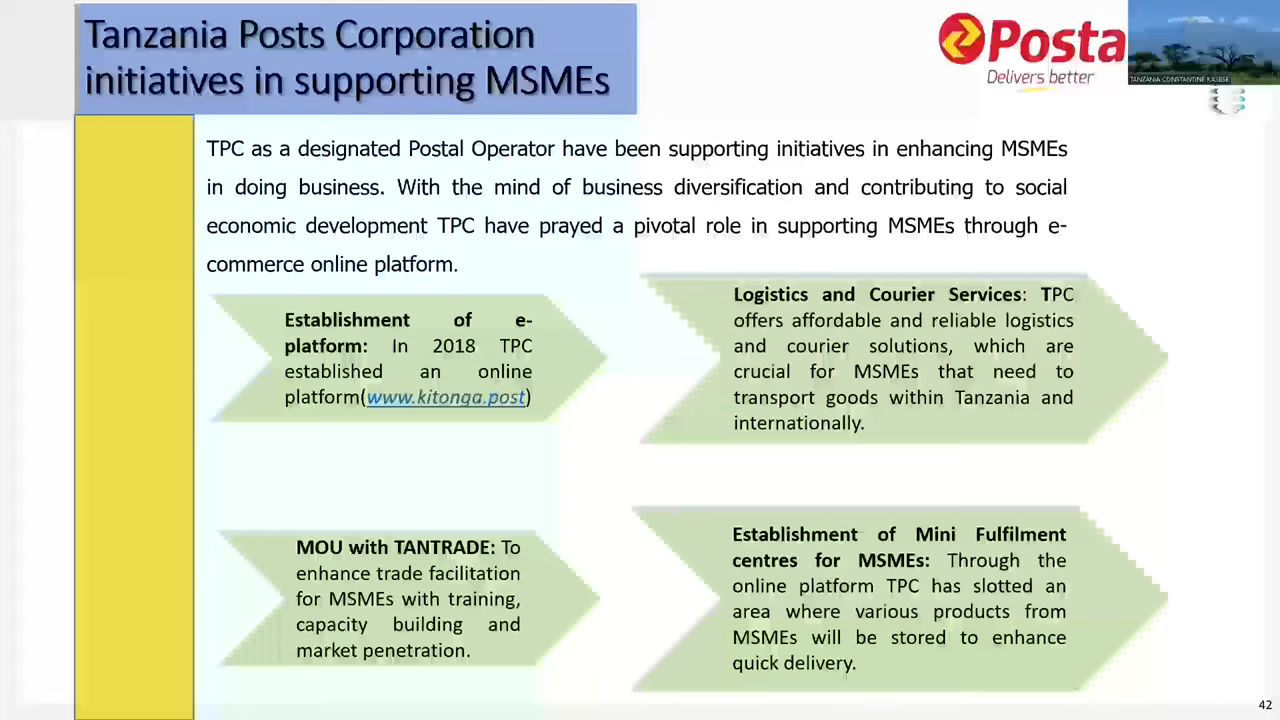 Tanzania Posts Corporation
initiatives in supporting MSMEs
Posta
Delivers better
TANZANIA CONSTANTINE KASESE
TPC as a designated Postal Operator have been supporting initiatives in enhancing MSMEs
in doing business. With the mind of business diversification and contributing to social
economic development TPC have prayed a pivotal role in supporting MSMEs through e-
commerce online platform.
Establishment of e-
platform: In 2018 TPC
established an online
platform(www.kitonga.post)
Logistics and Courier Services: TPC
offers affordable and reliable logistics
and courier solutions, which are
crucial for MSMEs that need to
transport goods within Tanzania and
internationally.
MOU with TANTRADE: To
enhance trade facilitation
for MSMEs with training,
capacity building and
market penetration.
Establishment of Mini Fulfilment
centres for MSMEs: Through the
online platform TPC has slotted an
area where various products from
MSMEs will be stored to enhance
quick delivery.
42